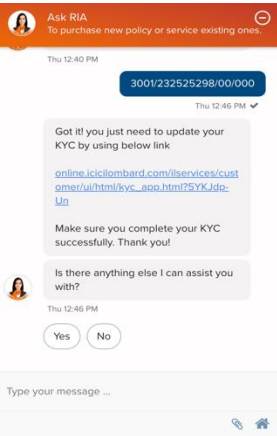 Ask RIA
To purchase new policy or service existing ones.
Thu 12:40 PM
3001/232525298/00/000
Thu 12:46 PM
Got it! you just need to update your
KYC by using below link
online.icicilombard.com/ilservices/cust
omer/ui/html/kyc_app.html?5YKJdp-
Un
Make sure you complete your KYC
successfully. Thank you!
Is there anything else I can assist you
with?
Thu 12:46 PM
Yes No
Type your message ...